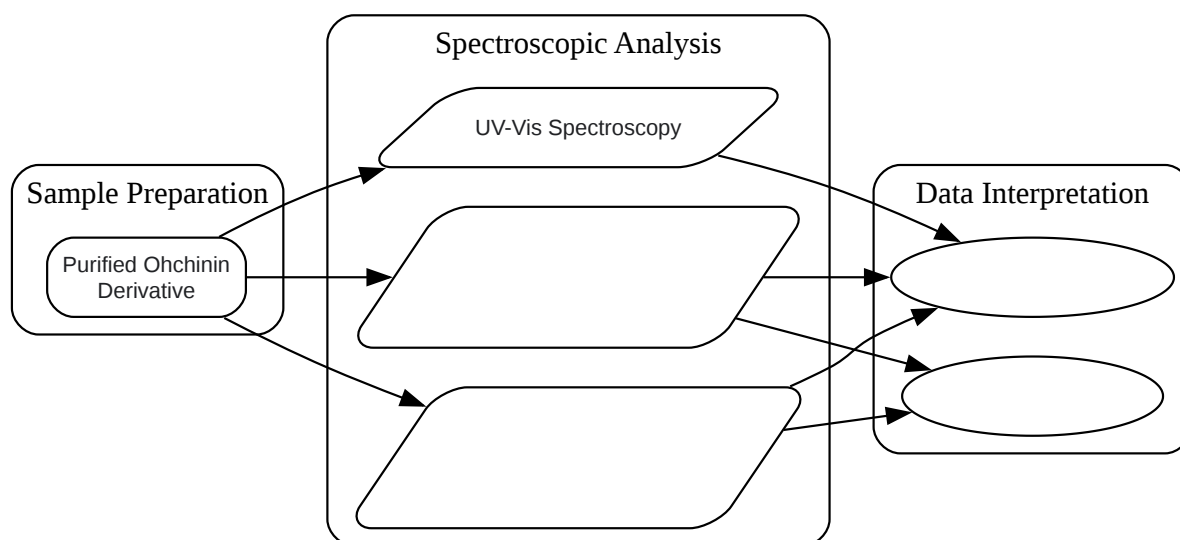 Spectroscopic Analysis
UV-Vis Spectroscopy
Sample Preparation
Purified Ohchinin
Derivative
Data Interpretation